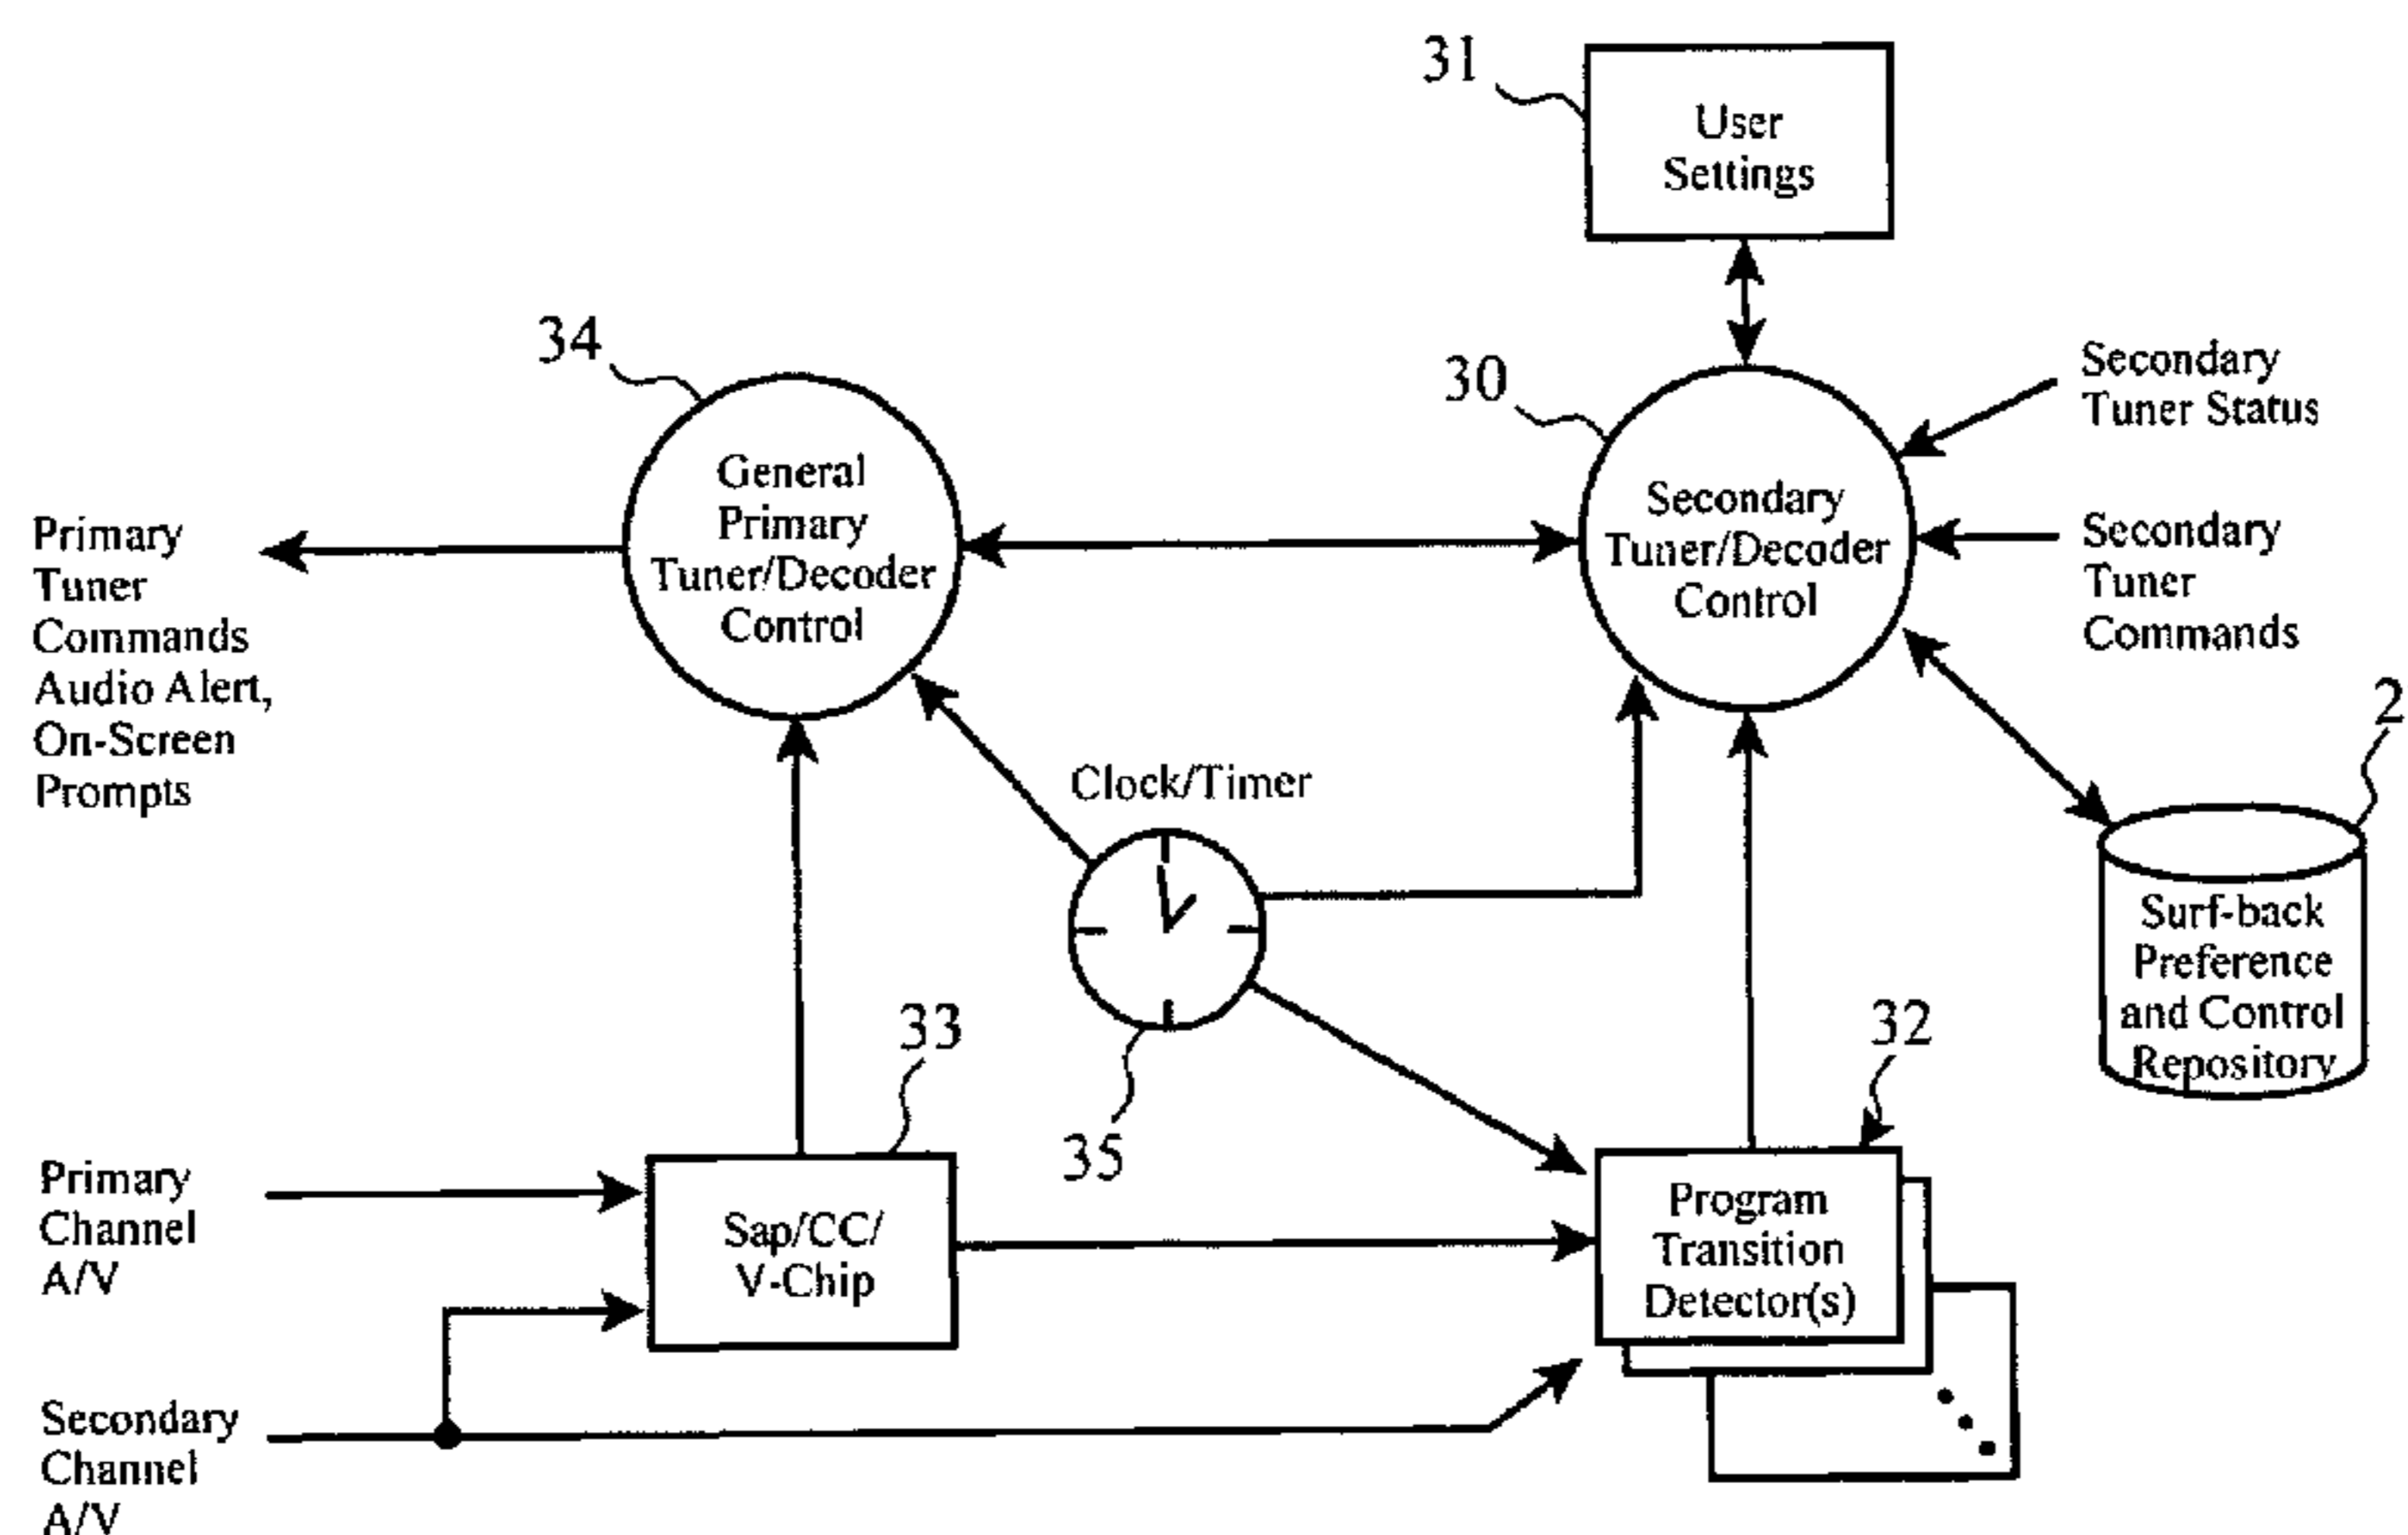 31
User
Settings
34
30
Secondary
Tuner Status
General
Primary
Tuner/Decoder
Control
Secondary
Tuner/Decoder
Control
Primary
Tuner
Commands
Audio Alert,
On-Screen
Prompts
Secondary
Tuner
Commands
2
Clock/Timer
Surf-back
Preference
and Control
Repository
33
35
32
Primary
Channel
A/V
Sap/CC/
V-Chip
Program
Transition
Detector(s)
Secondary
Channel
A/V